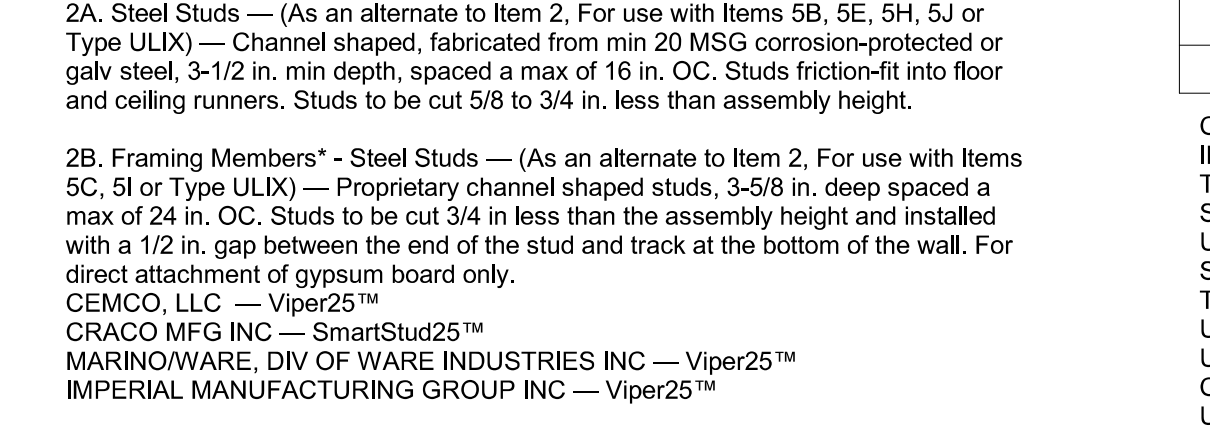 2A. Steel Studs — (As an alternate to Item 2, For use with Items 5B, 5E, 5H, 5J or
Type ULIX) — Channel shaped, fabricated from min 20 MSG corrosion-protected or
galv steel, 3-1/2 in. min depth, spaced a max of 16 in. OC. Studs friction-fit into floor
and ceiling runners. Studs to be cut 5/8 to 3/4 in. less than assembly height.
2B. Framing Members* - Steel Studs — (As an alternate to Item 2, For use with Items
5C, 5I or Type ULIX) — Proprietary channel shaped studs, 3-5/8 in. deep spaced a
max of 24 in. OC. Studs to be cut 3/4 in less than the assembly height and installed
with a 1/2 in. gap between the end of the stud and track at the bottom of the wall. For
direct attachment of gypsum board only.
CEMCO, LLC — Viper25™
CRACO MFG INC — SmartStud25™
MARINO/WARE, DIV OF WARE INDUSTRIES INC — Viper25™
IMPERIAL MANUFACTURING GROUP INC — Viper25™